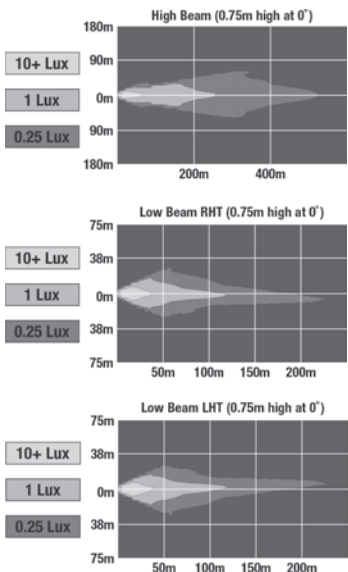 High Beam (0.75m high at 0°)
180m
90m
0m
90m
180m
10+ Lux
1 Lux
0.25 Lux
200m 400m
Low Beam RHT (0.75m high at 0°)
75m
38m
0m
38m
75m
10+ Lux
1 Lux
0.25 Lux
50m 100m 150m 200m
Low Beam LHT (0.75m high at 0°)
75m
38m
0m
38m
75m
10+ Lux
1 Lux
0.25 Lux
50m 100m 150m 200m